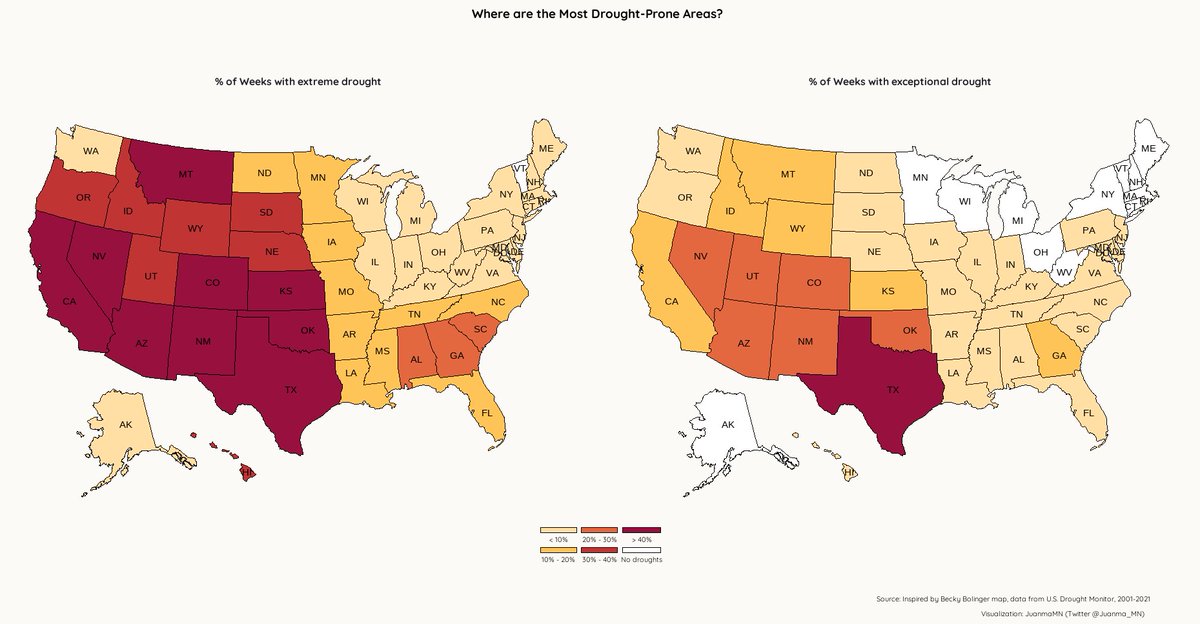 Where are the Most Drought-Prone Areas?
% of Weeks with extreme drought
% of Weeks with exceptional drought
WA
MT
ND
MN
OR
ID
WY
SD
WI
MI
NY
VT
NH
ME
MA
CT
RI
NV
UT
CO
NE
KS
IA
IL
IN
OH
PA
NJ
MD
DE
WV
VA
KY
CA
AZ
NM
OK
TX
MO
AR
LA
MS
TN
AL
GA
SC
NC
FL
AK
HI
WA
MT
ND
MN
OR
ID
WY
SD
WI
MI
NY
VT
NH
ME
MA
CT
RI
NV
UT
CO
NE
KS
IA
IL
IN
OH
PA
NJ
MD
DE
WV
VA
KY
CA
AZ
NM
OK
TX
MO
AR
LA
MS
TN
AL
GA
SC
NC
FL
AK
HI
< 10% 20% - 30% > 40%
10% - 20% 30% - 40% No droughts
Source: Inspired by Becky Bolinger map, data from U.S. Drought Monitor, 2001-2021
Visualization: JuanmaMN (Twitter @Juanma_MN)